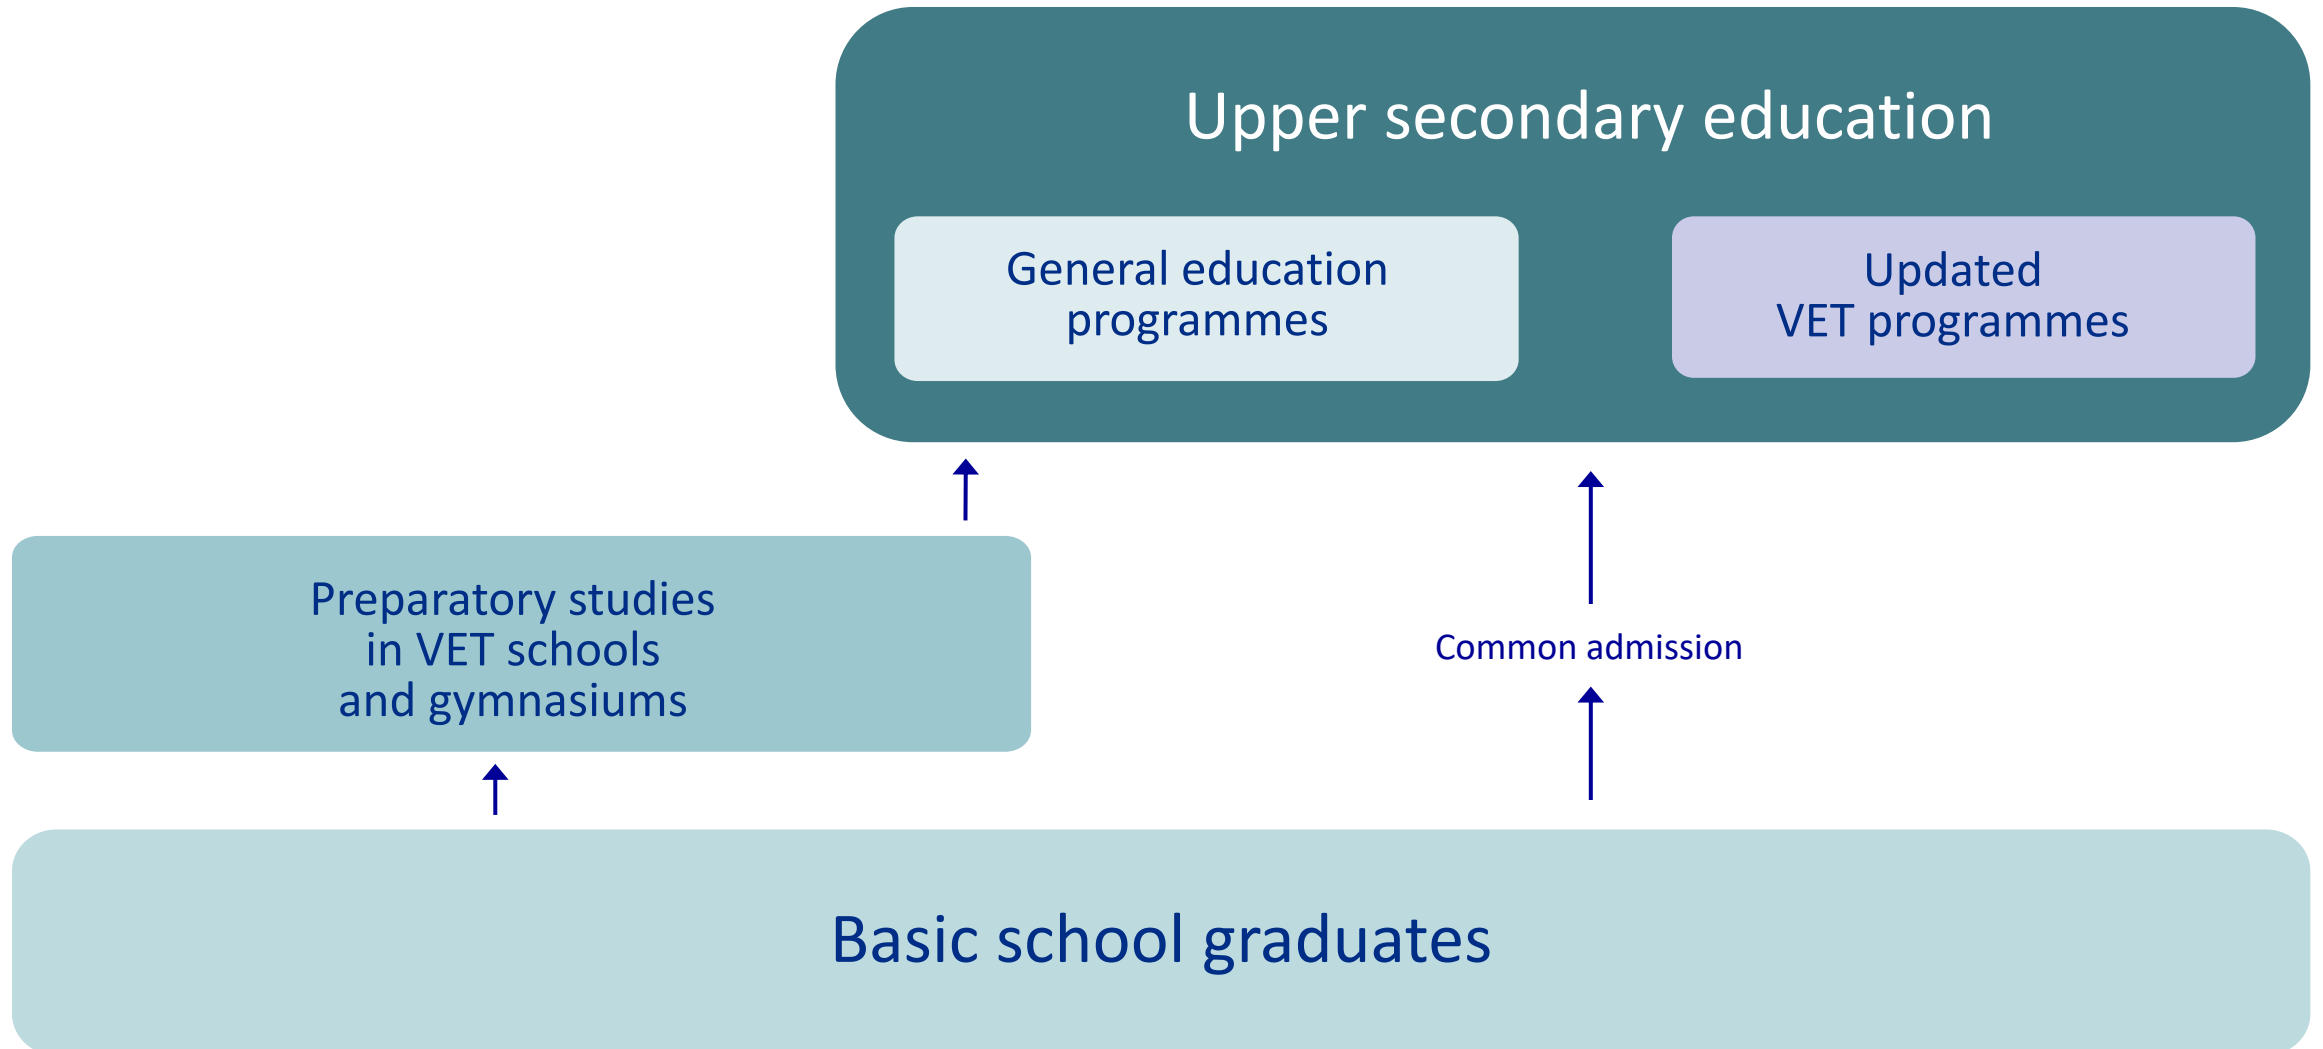 Upper secondary education
General education
programmes
Updated
VET programmes
Preparatory studies
in VET schools
and gymnasiums
Common admission
Basic school graduates